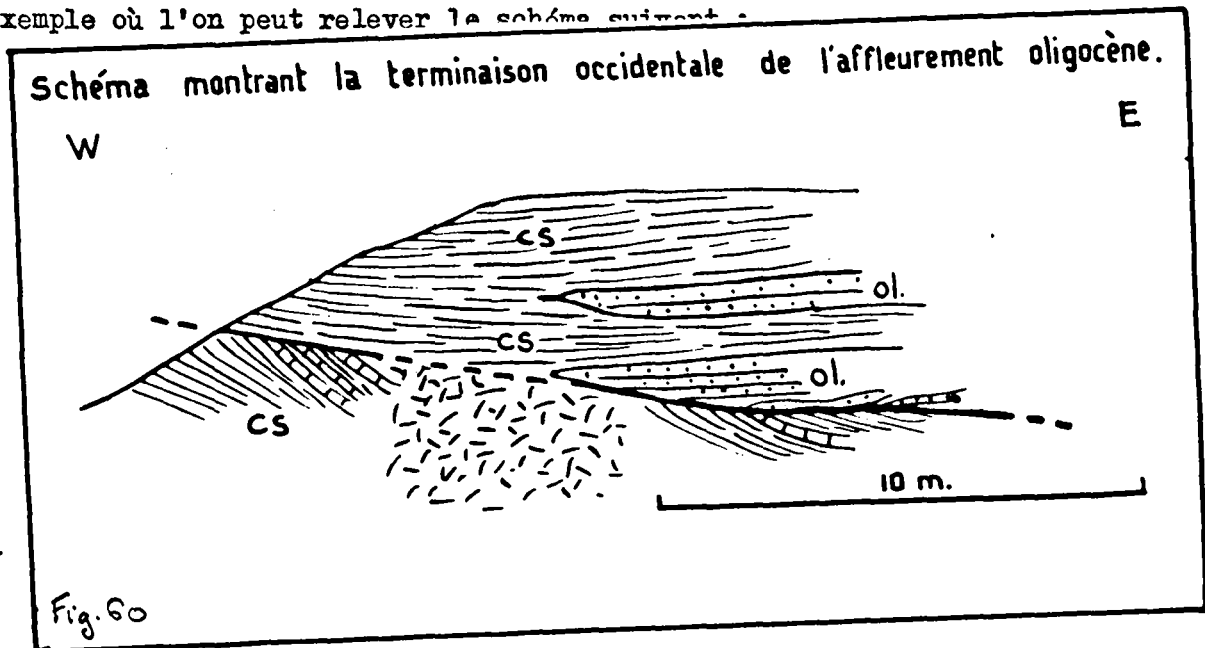 xemple où l'on peut relever le schéma suivant :
Schéma montrant la terminaison occidentale de l'affleurement oligocène.
W
E
cs
ol.
cs
ol.
cs
10 m.
Fig. 60